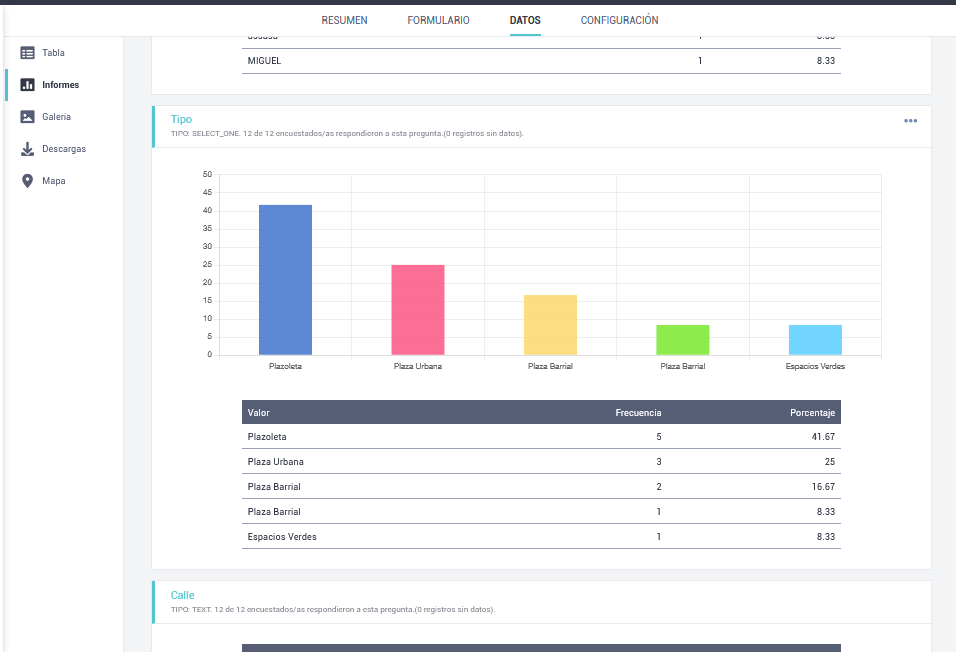 RESUMEN FORMULARIO DATOS CONFIGURACIÓN
Tabla
Informes
Galería
Descargas
Mapa
MIGUEL 1 8.33
Tipo
TIPO: SELECT_ONE. 12 de 12 encuestados/as respondieron a esta pregunta.(0 registros sin datos).
50
45
40
35
30
25
20
15
10
5
0
Plazoleta Plaza Urbana Plaza Barrial Plaza Barrial Espacios Verdes
Valor Frecuencia Porcentaje
Plazoleta 5 41.67
Plaza Urbana 3 25
Plaza Barrial 2 16.67
Plaza Barrial 1 8.33
Espacios Verdes 1 8.33
Calle
TIPO: TEXT. 12 de 12 encuestados/as respondieron a esta pregunta.(0 registros sin datos).